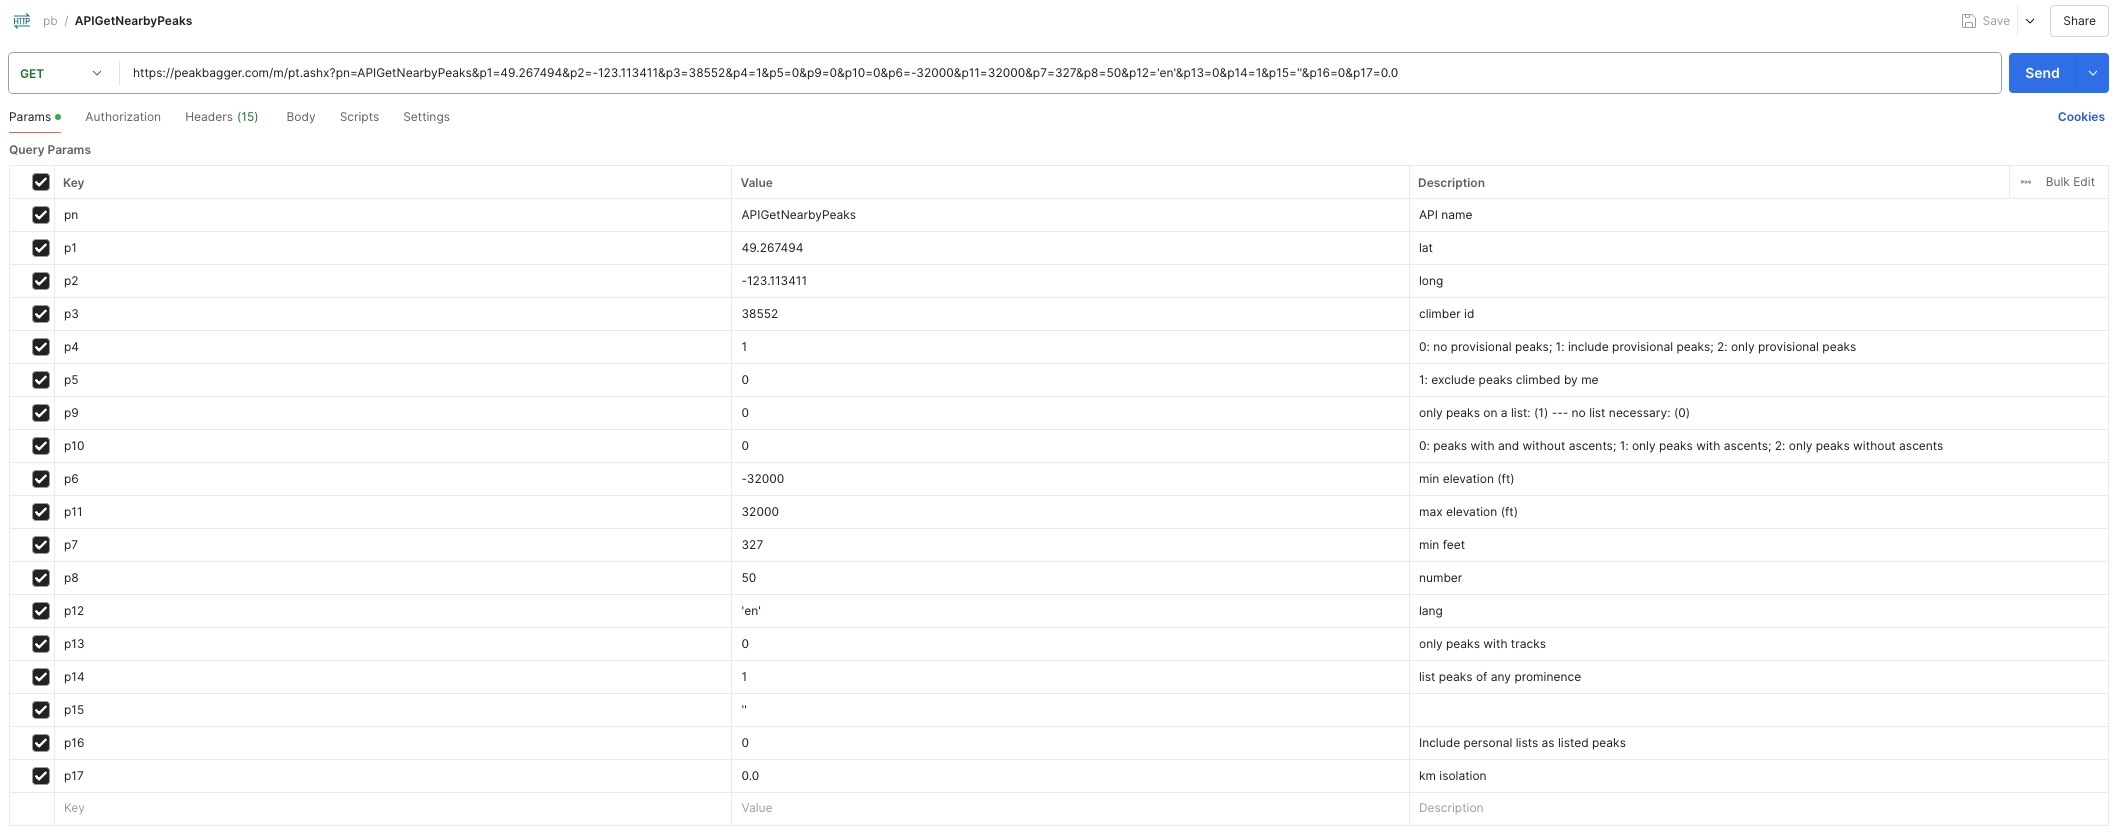 HTTP pb / APIGetNearbyPeaks Save Share
GET https://peakbagger.com/m/pt.ashx?pn=APIGetNearbyPeaks&p1=49.267494&p2=-123.113411&p3=38552&p4=1&p5=0&p9=0&p10=0&p6=-32000&p11=32000&p7=327&p8=50&p12='en'&p13=0&p14=1&p15=''&p16=0&p17=0.0 Send
Params Authorization Headers (15) Body Scripts Settings Cookies
Query Params
Key Value Description Bulk Edit
pn APIGetNearbyPeaks API name
p1 49.267494 lat
p2 -123.113411 long
p3 38552 climber id
p4 1 0: no provisional peaks; 1: include provisional peaks; 2: only provisional peaks
p5 0 1: exclude peaks climbed by me
p9 0 only peaks on a list: (1) --- no list necessary: (0)
p10 0 0: peaks with and without ascents; 1: only peaks with ascents; 2: only peaks without ascents
p6 -32000 min elevation (ft)
p11 32000 max elevation (ft)
p7 327 min feet
p8 50 number
p12 'en' lang
p13 0 only peaks with tracks
p14 1 list peaks of any prominence
p15 ''
p16 0 Include personal lists as listed peaks
p17 0.0 km isolation
Key Value Description